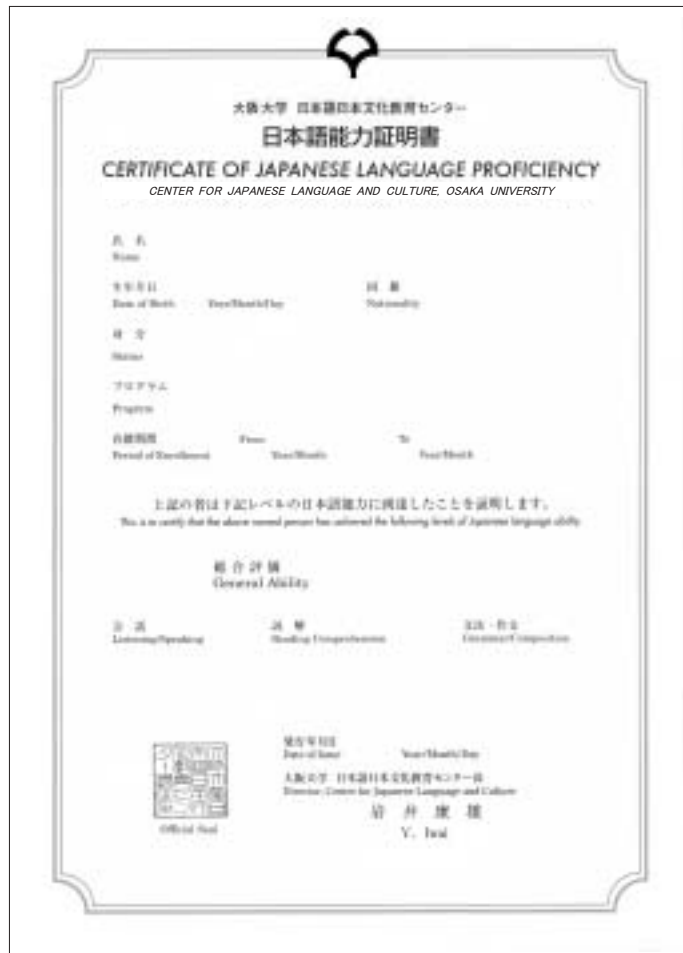 大阪大学 日本語日本文化教育センター
日本語能力証明書
CERTIFICATE OF JAPANESE LANGUAGE PROFICIENCY
CENTER FOR JAPANESE LANGUAGE AND CULTURE, OSAKA UNIVERSITY
氏 名
Name
生年月日 国 籍
Date of Birth Year/Month/Day Nationality
身 分
Status
プログラム
Program
在籍期間 From To
Period of Enrollment Year/Month Year/Month
上記の者は下記レベルの日本語能力に到達したことを証明します。
This is to certify that the above named person has achieved the following levels of Japanese language ability.
総合評価
General Ability
会 話 読 解 文法・作文
Listening/Speaking Reading Comprehension Grammar/Composition
発行年月日
Date of Issue Year/Month/Day
大阪大学 日本語日本文化教育センター長
Director, Center for Japanese Language and Culture
岩 井 康 雄
Official Seal
Y. Iwai